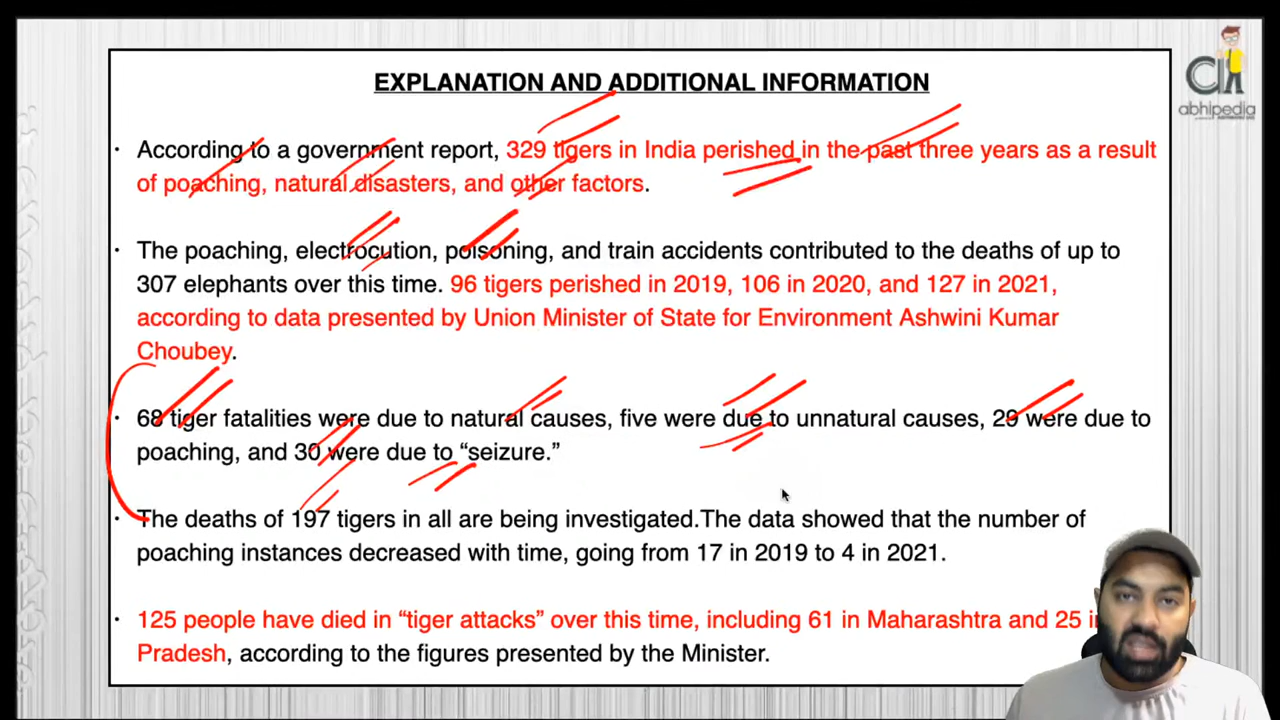 EXPLANATION AND ADDITIONAL INFORMATION
abhipedia
· According to a government report, 329 tigers in India perished in the past three years as a result
of poaching, natural disasters, and other factors.
· The poaching, electrocution, poisoning, and train accidents contributed to the deaths of up to
307 elephants over this time. 96 tigers perished in 2019, 106 in 2020, and 127 in 2021,
according to data presented by Union Minister of State for Environment Ashwini Kumar
Choubey.
· 68 tiger fatalities were due to natural causes, five were due to unnatural causes, 29 were due to
poaching, and 30 were due to “seizure.”
· The deaths of 197 tigers in all are being investigated.The data showed that the number of
poaching instances decreased with time, going from 17 in 2019 to 4 in 2021.
· 125 people have died in “tiger attacks” over this time, including 61 in Maharashtra and 25
Pradesh, according to the figures presented by the Minister.